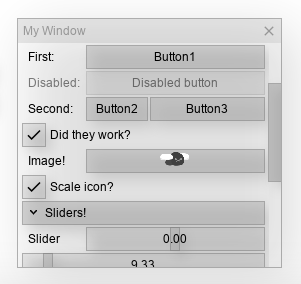 My Window
First: Button1
Disabled: Disabled button
Second: Button2 Button3
Did they work?
Image!
Scale icon?
Sliders!
Slider 0.00
9.33